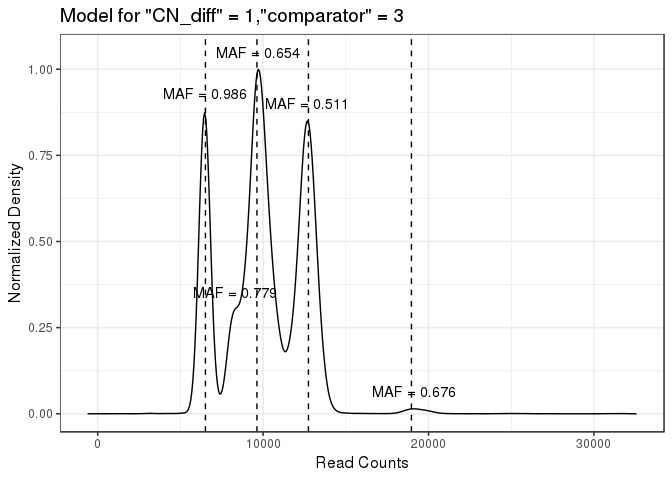 Model for "CN_diff" = 1,"comparator" = 3
MAF = 0.654
MAF = 0.986
MAF = 0.511
MAF = 0.779
MAF = 0.676
Normalized Density
1.00
0.75
0.50
0.25
0.00
0
10000
20000
30000
Read Counts